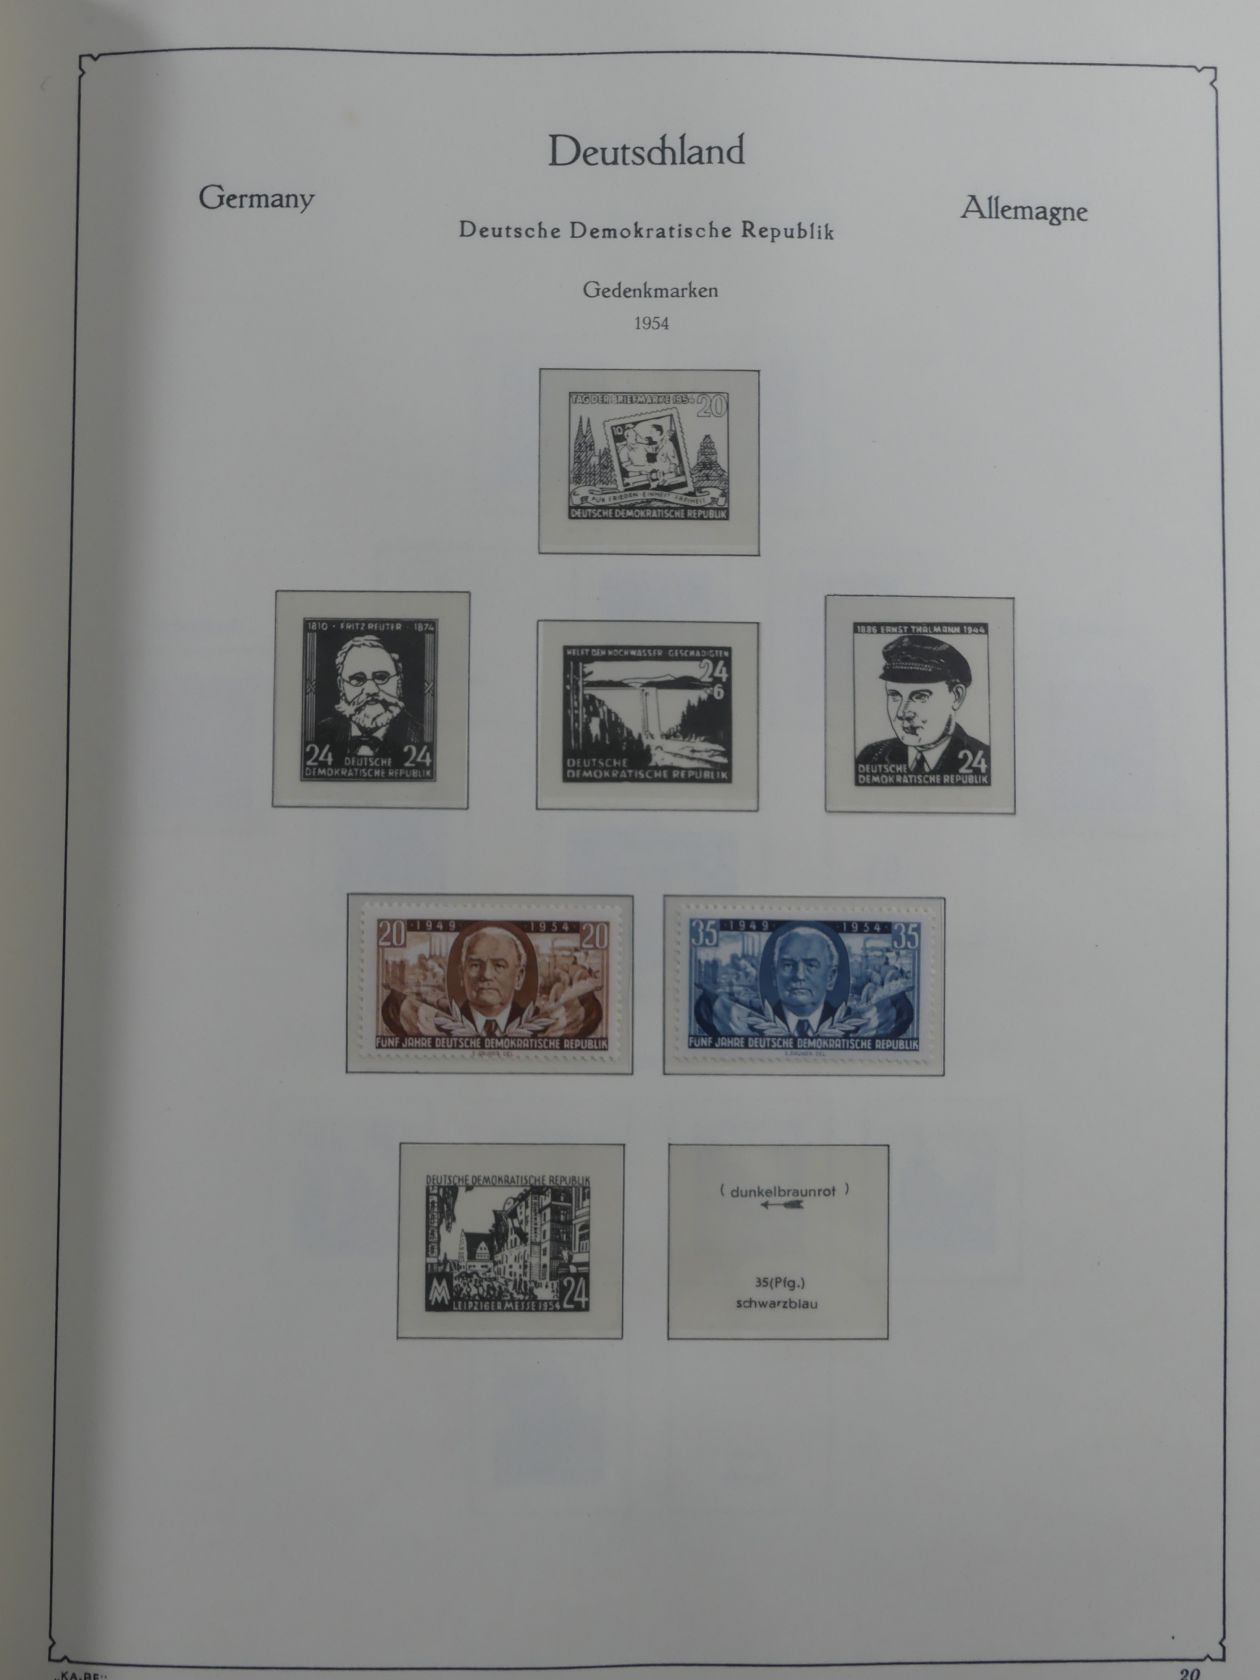 Deutschland
Germany
Allemagne
Deutsche Demokratische Republik
Gedenkmarken
1954
TAG DER BRIEFMARKE 1954 20
10
FÜR FRIEDEN EINHEIT FREIHEIT
DEUTSCHE DEMOKRATISCHE REPUBLIK
1810 · FRITZ REUTER · 1874
24 DEUTSCHE 24
DEMOKRATISCHE REPUBLIK
HELFT DEN HOCHWASSER GESCHÄDIGTEN
24
+6
DEUTSCHE
DEMOKRATISCHE REPUBLIK
1886 ERNST THÄLMANN 1944
DEUTSCHE 24
DEMOKRATISCHE REPUBLIK
20 · 1949 1954 · 20
FÜNF JAHRE DEUTSCHE DEMOKRATISCHE REPUBLIK
35 · 1949 1954 · 35
FÜNF JAHRE DEUTSCHE DEMOKRATISCHE REPUBLIK
DEUTSCHE DEMOKRATISCHE REPUBLIK
MM LEIPZIGER MESSE 1954 24
( dunkelbraunrot )
35(Pfg.)
schwarzblau
„KA-BE"
20